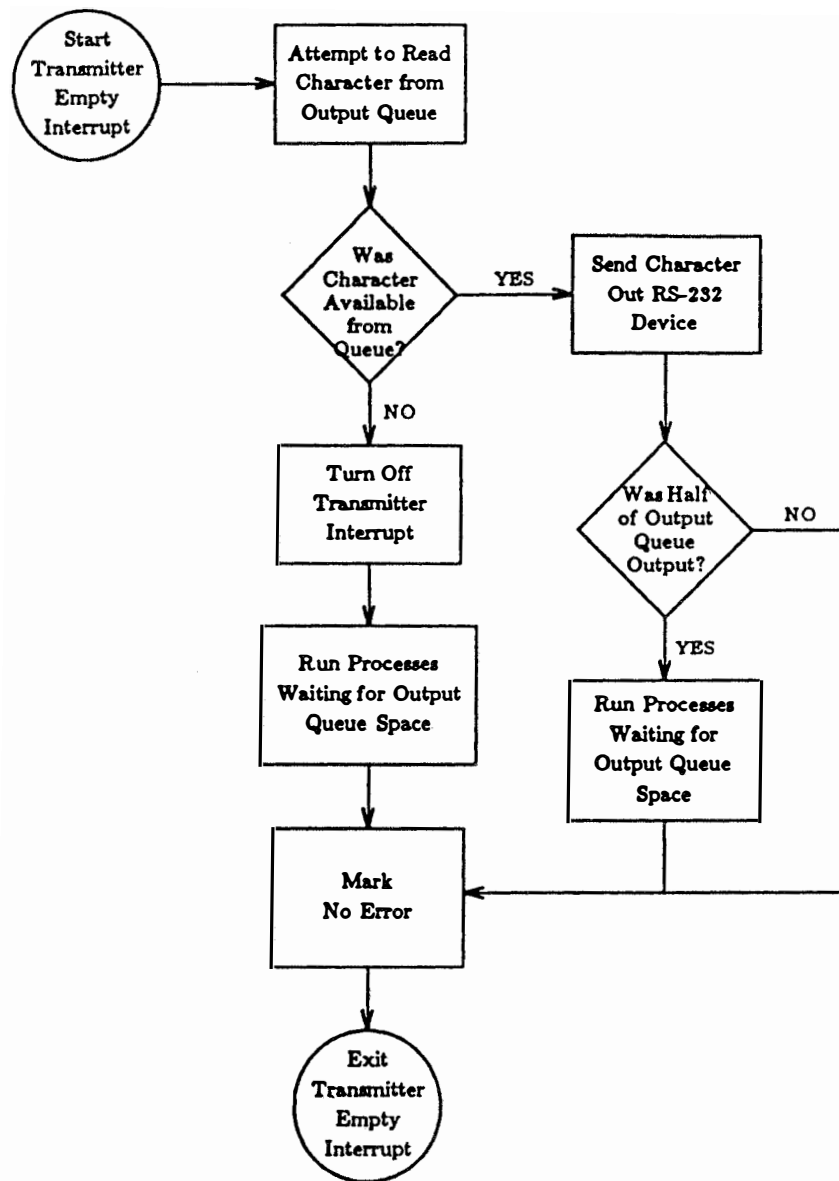 Start
Transmitter
Empty
Interrupt
Attempt to Read
Character from
Output Queue
Was
Character
Available
from
Queue?
YES
Send Character
Out RS-232
Device
NO
Turn Off
Transmitter
Interrupt
Was Half
of Output
Queue
Output?
NO
YES
Run Processes
Waiting for Output
Queue Space
Run Processes
Waiting for
Output Queue
Space
Mark
No Error
Exit
Transmitter
Empty
Interrupt